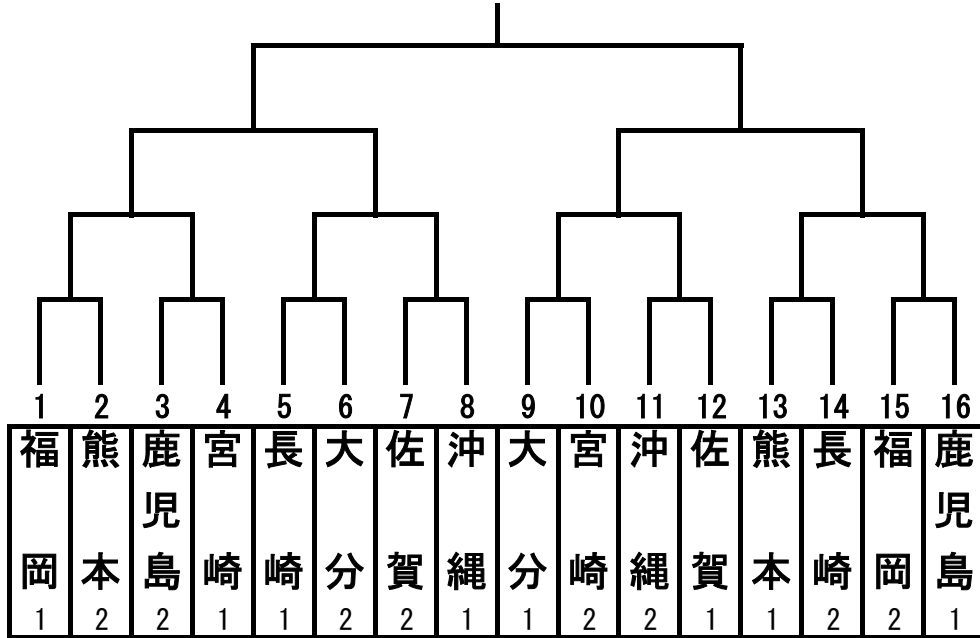 1 2 3 4 5 6 7 8 9 10 11 12 13 14 15 16
福岡 熊本 鹿児島 宮崎 長崎 大分 佐賀 沖縄 大分 宮崎 沖縄 佐賀 熊本 長崎 福岡 鹿児島
1 2 2 1 1 2 2 1 1 2 2 1 1 2 2 1